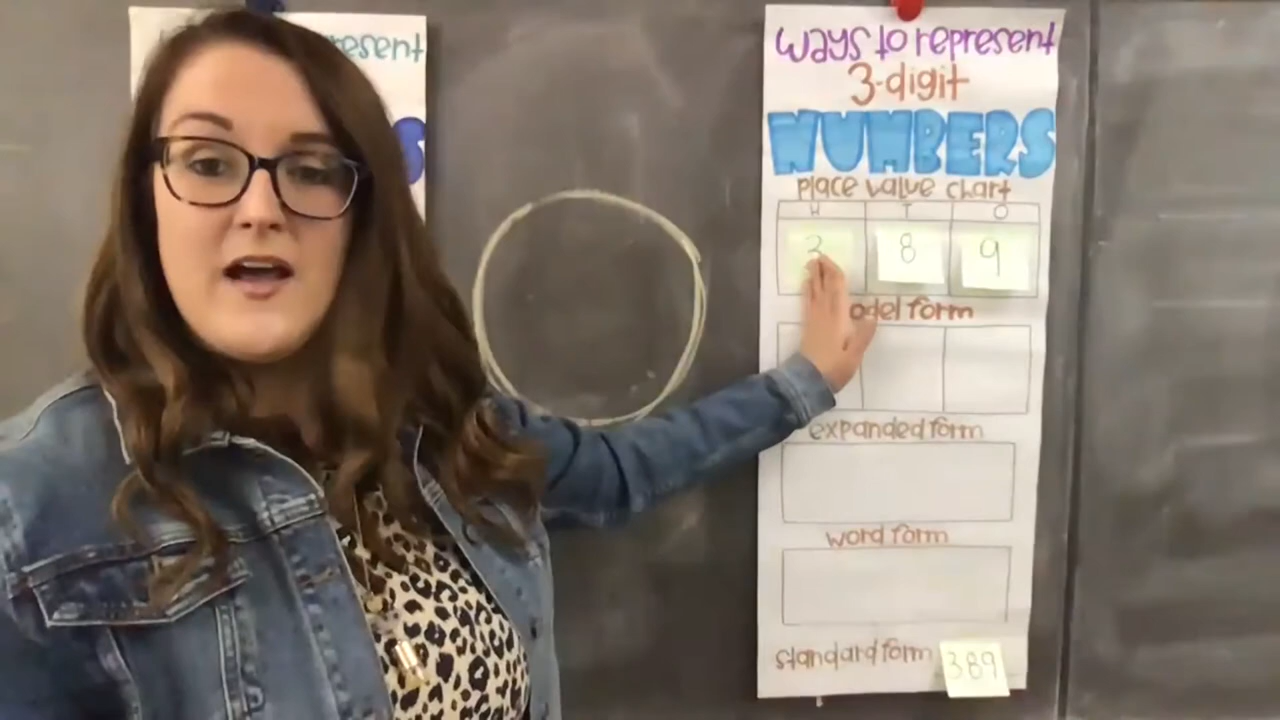 resent
S
Ways to represent
3-digit
NUMBERS
place value chart
H T O
3 8 9
odel form
expanded form
word form
standard form 389